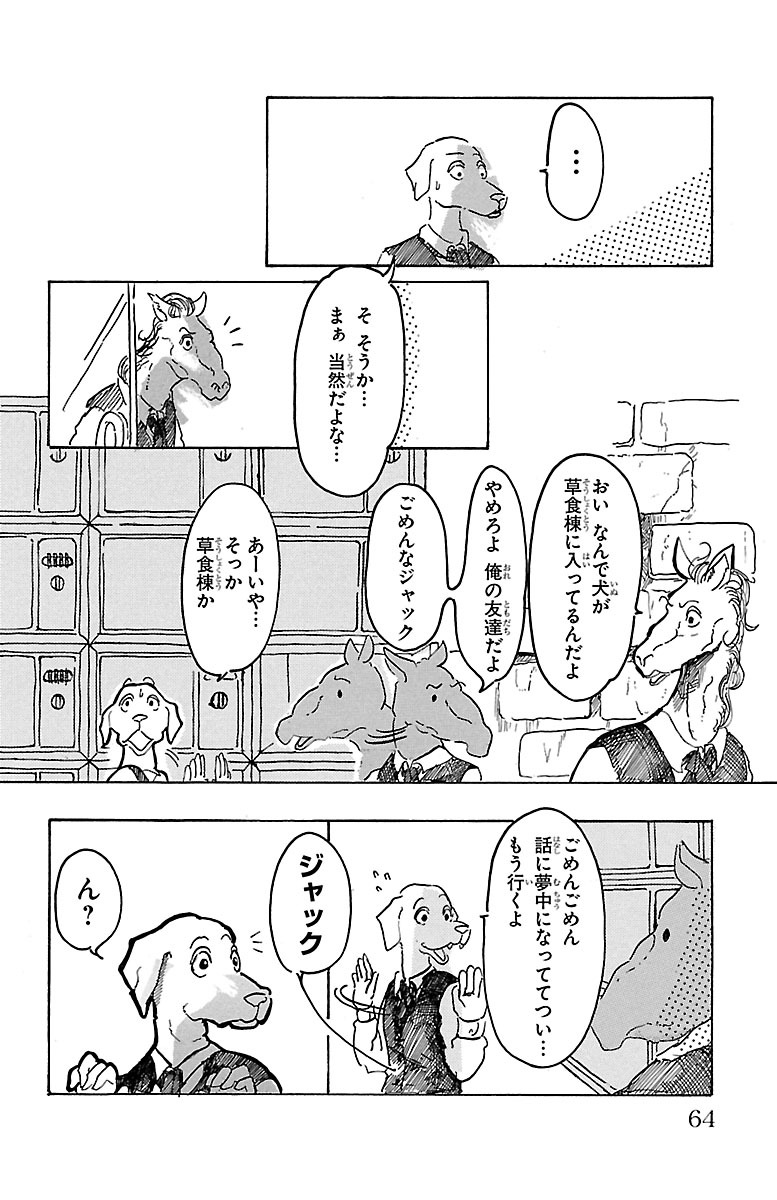 …
そ そうか…
まぁ 当然だよな…
おい なんで犬が
草食棟に入ってるんだよ
やめろよ 俺の友達だよ
ごめんなジャック
あーいや…
そっか
草食棟か
ごめんごめん
話に夢中になっててつい…
もう行くよ
ジャック
ん?
64